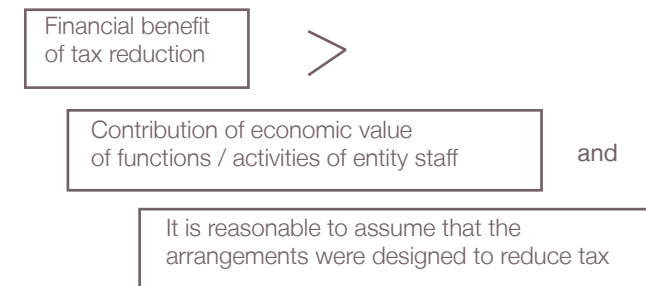 Financial benefit
of tax reduction
>
Contribution of economic value
of functions / activities of entity staff
and
It is reasonable to assume that the
arrangements were designed to reduce tax